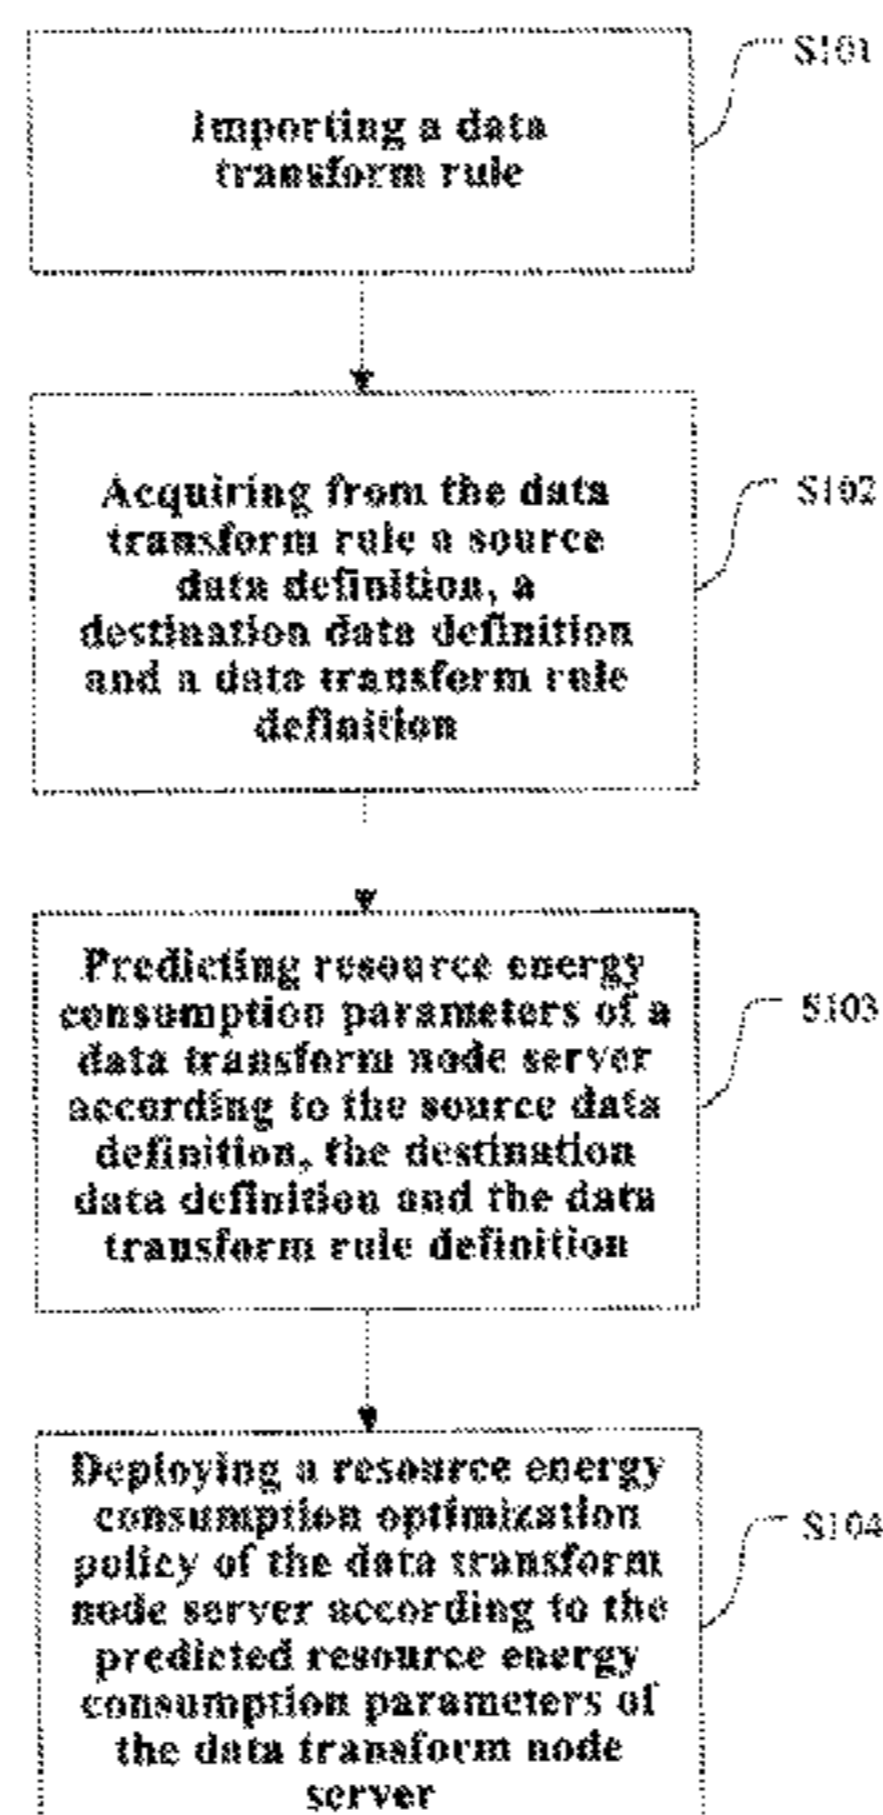 S101
Importing a data
transform rule
S102
Acquiring from the data
transform rule a source
data definition, a
destination data definition
and a data transform rule
definition
S103
Predicting resource energy
consumption parameters of a
data transform node server
according to the source data
definition, the destination
data definition and the data
transform rule definition
S104
Deploying a resource energy
consumption optimization
policy of the data transform
node server according to the
predicted resource energy
consumption parameters of
the data transform node
server